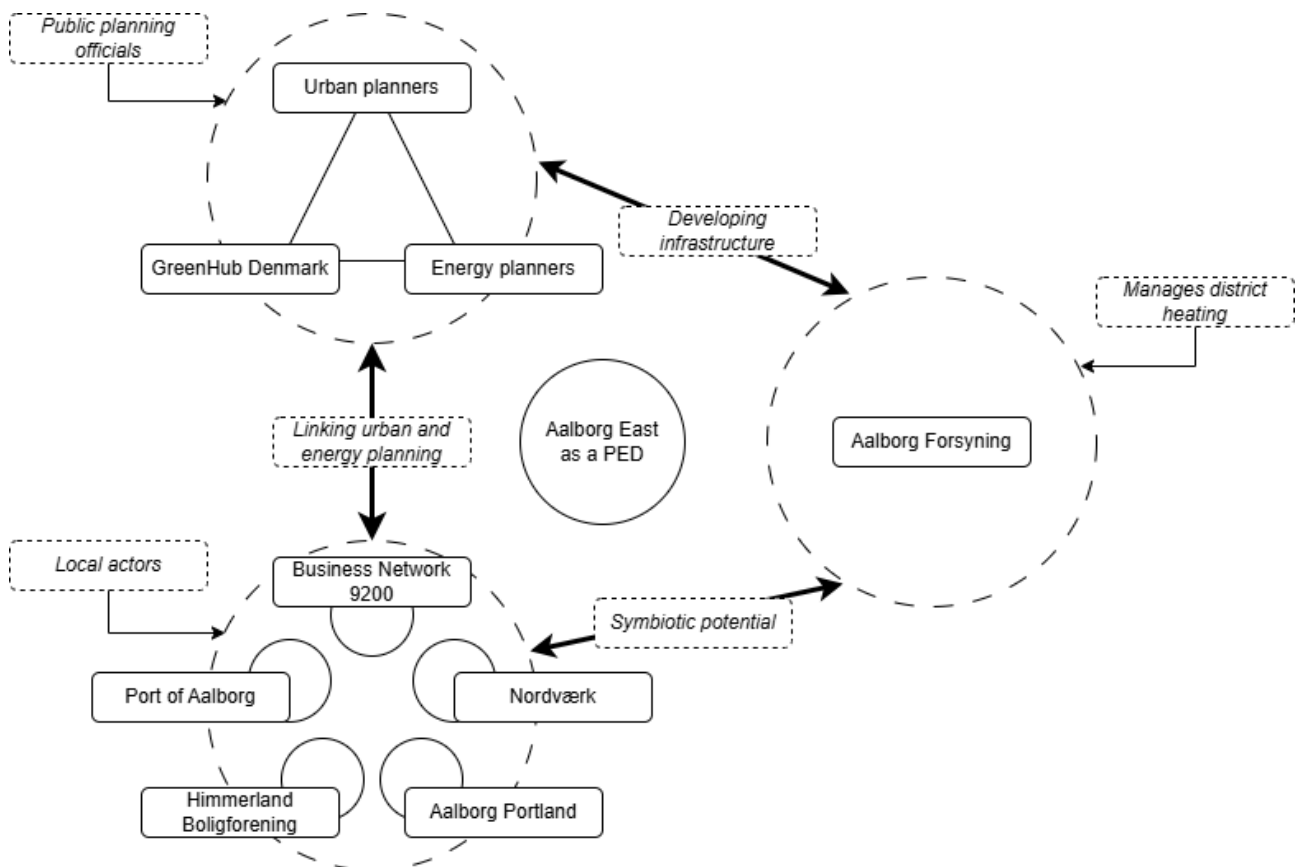 Public planning
officials
Urban planners
GreenHub Denmark
Energy planners
Developing
infrastructure
Manages district
heating
Linking urban and
energy planning
Aalborg East
as a PED
Aalborg Forsyning
Local actors
Business Network
9200
Symbiotic potential
Port of Aalborg
Nordværk
Himmerland
Boligforening
Aalborg Portland